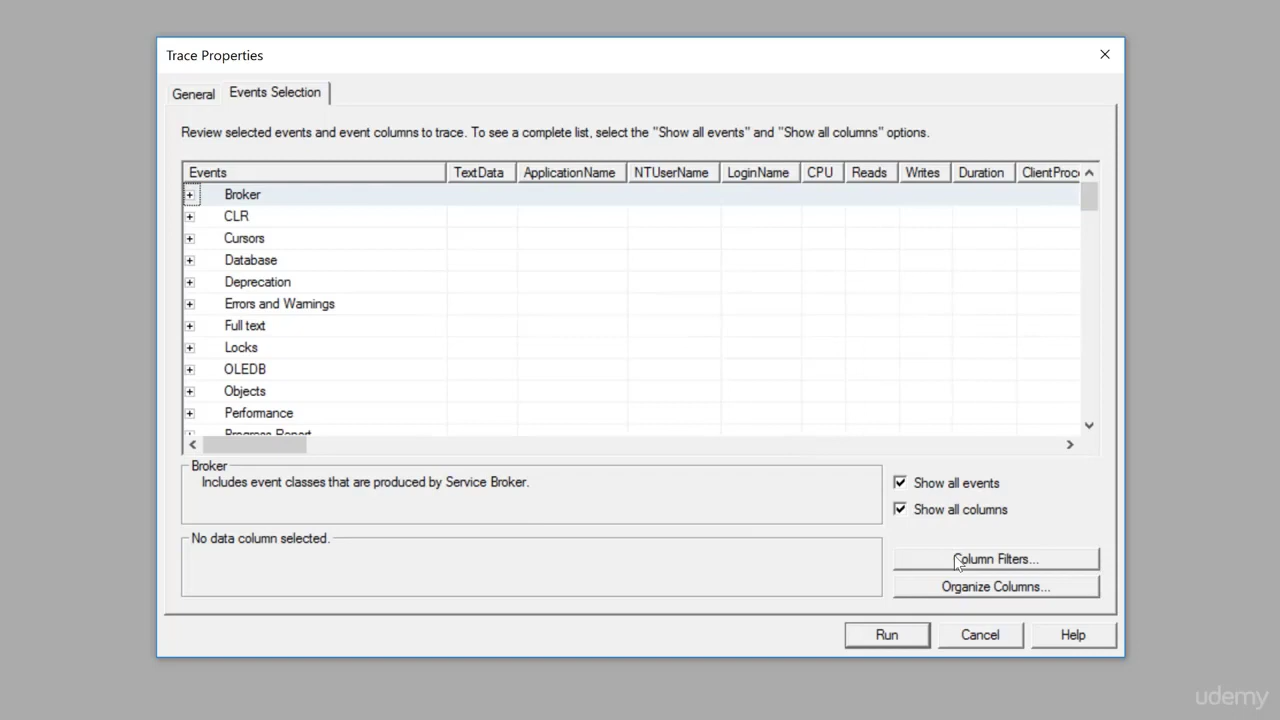 Trace Properties
General
Events Selection
Review selected events and event columns to trace. To see a complete list, select the "Show all events" and "Show all columns" options.
Events TextData ApplicationName NTUserName LoginName CPU Reads Writes Duration ClientProc
Broker
CLR
Cursors
Database
Deprecation
Errors and Warnings
Full text
Locks
OLEDB
Objects
Performance
Progress Report
Broker
Includes event classes that are produced by Service Broker.
Show all events
Show all columns
No data column selected.
Column Filters...
Organize Columns...
Run
Cancel
Help
udemy